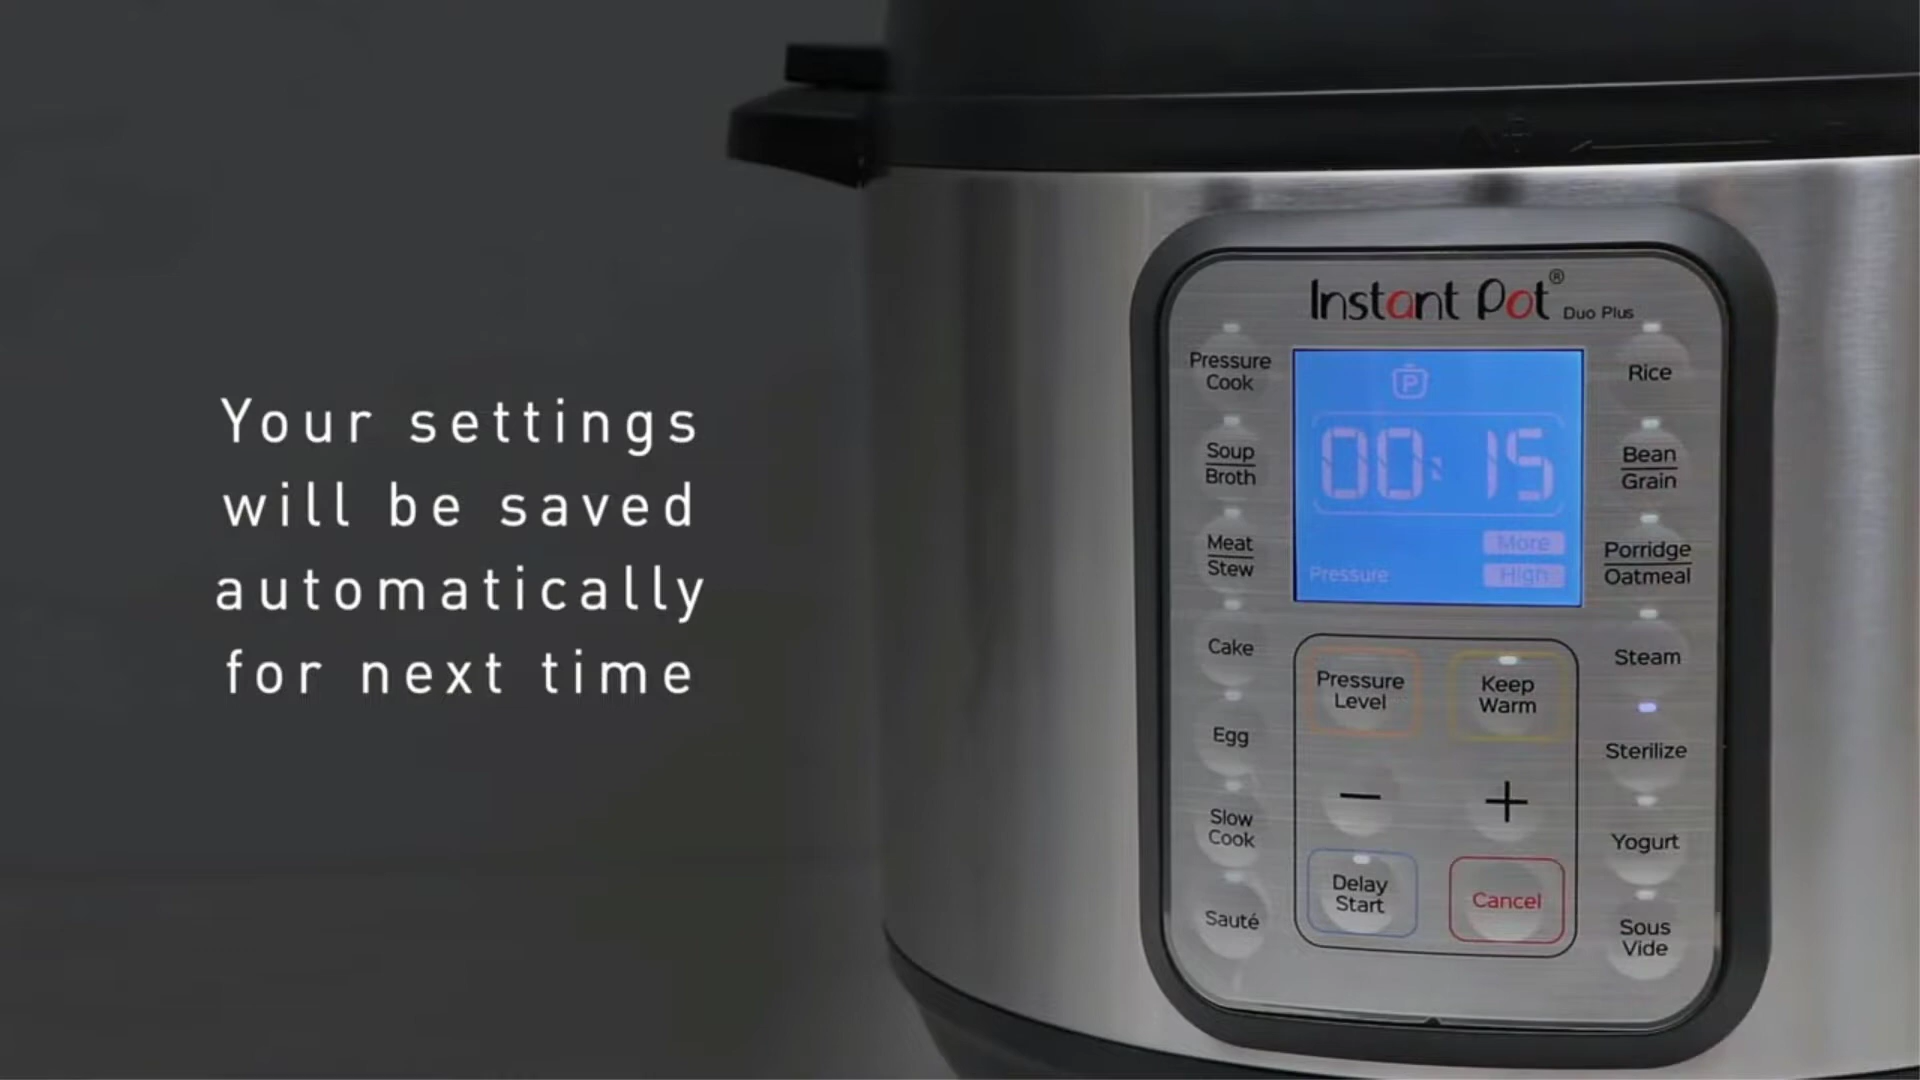 Your settings
will be saved
automatically
for next time
Instant Pot®
Duo Plus
Pressure
Cook
Soup
Broth
Meat
Stew
Cake
Egg
Slow
Cook
Sauté
P
00:15
More
Pressure High
Pressure
Level
Keep
Warm
−
+
Delay
Start
Cancel
Rice
Bean
Grain
Porridge
Oatmeal
Steam
Sterilize
Yogurt
Sous
Vide